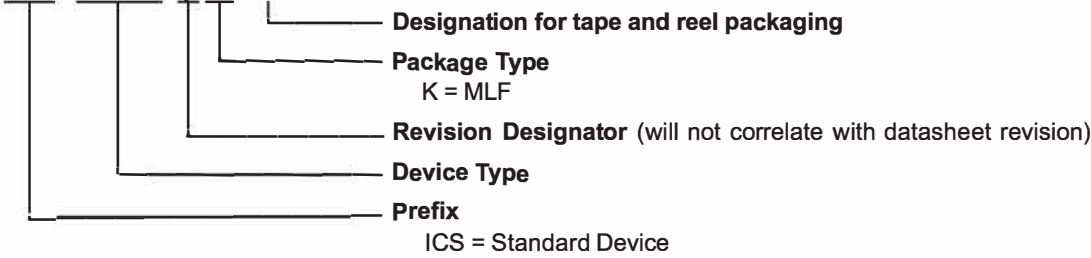 Designation for tape and reel packaging
Package Type
K = MLF
Revision Designator (will not correlate with datasheet revision)
Device Type
Prefix
ICS = Standard Device